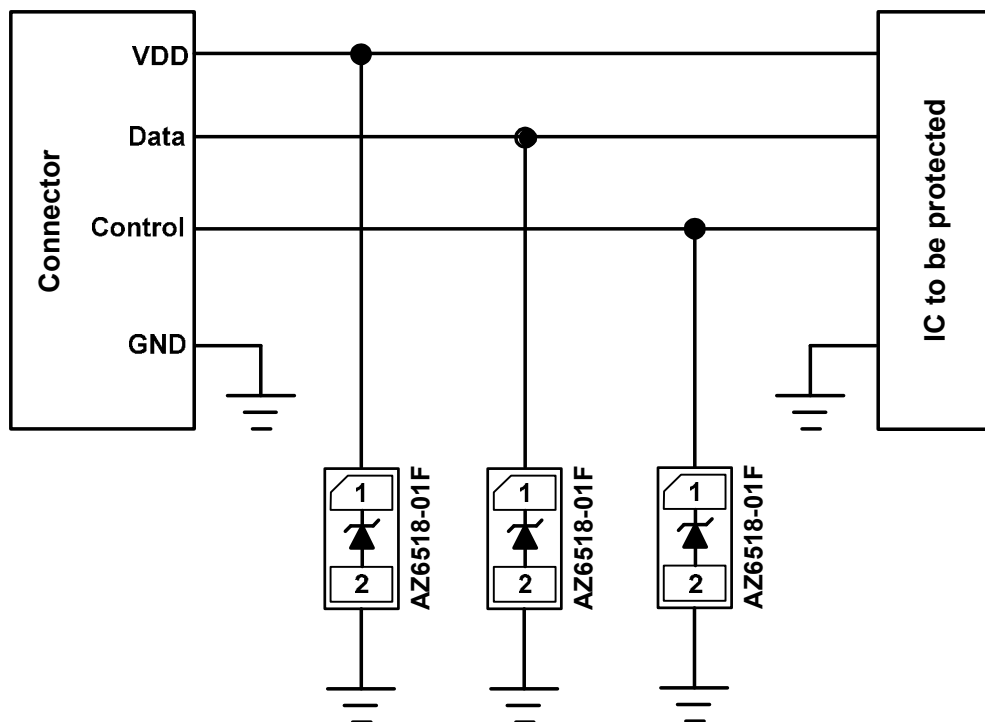 Connector
VDD
Data
Control
GND
IC to be protected
1
2
AZ6518-01F
1
2
AZ6518-01F
1
2
AZ6518-01F